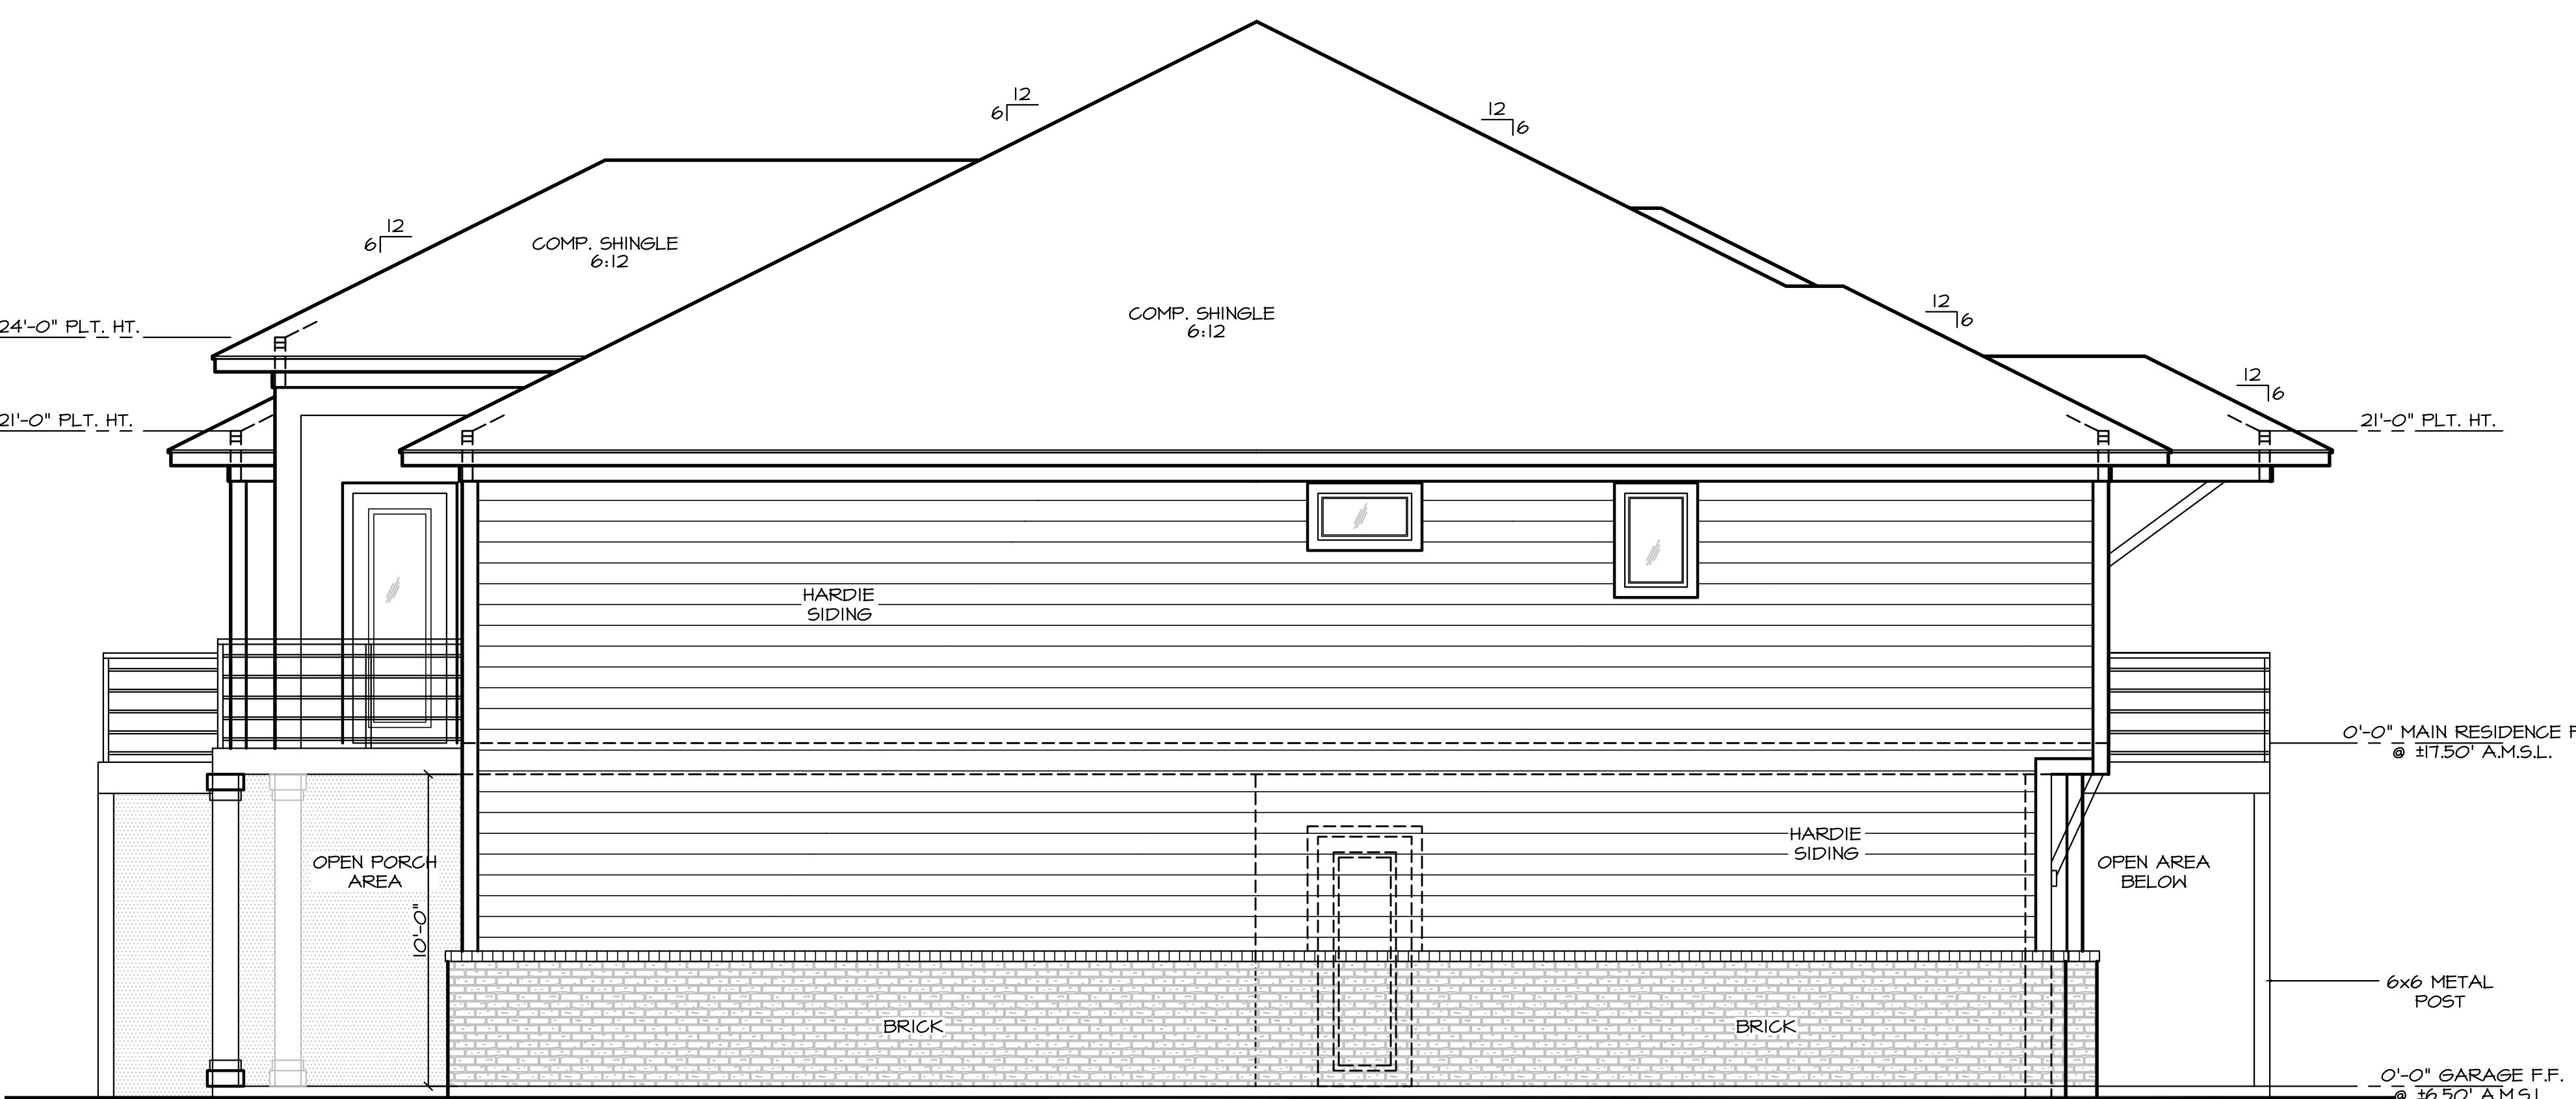 12
6
12
6
12
6
COMP. SHINGLE
6:12
12
6
COMP. SHINGLE
6:12
24'-0" PLT. HT.
12
6
21'-0" PLT. HT.
21'-0" PLT. HT.
HARDIE
SIDING
0'-0" MAIN RESIDENCE F
@ ±17.50' A.M.S.L.
HARDIE
SIDING
OPEN PORCH
AREA
OPEN AREA
BELOW
10'-0"
6x6 METAL
POST
BRICK
BRICK
0'-0" GARAGE F.F.
@ ±6.50' A.M.S.L.